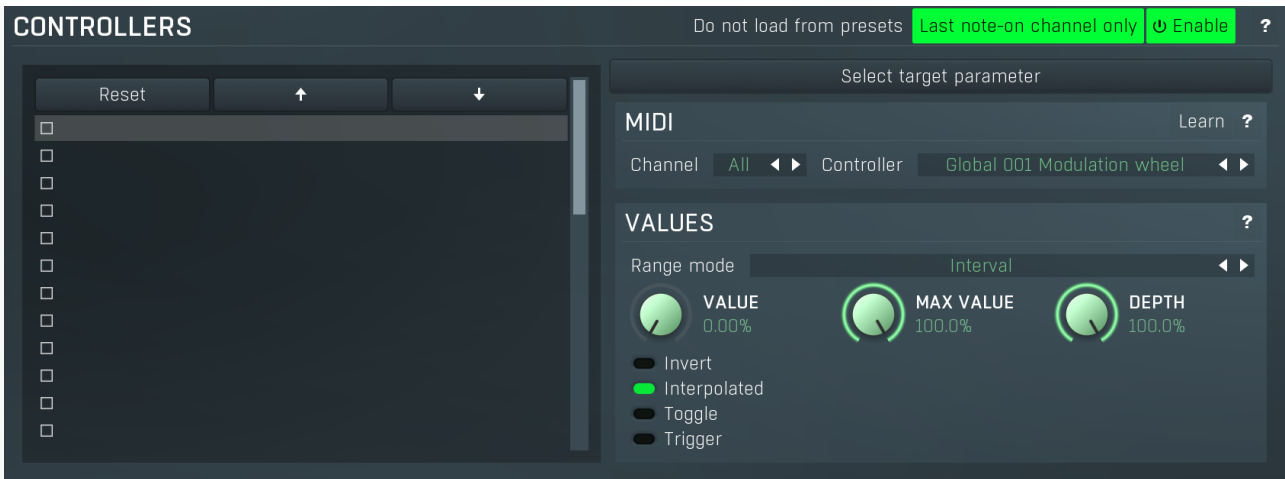 CONTROLLERS Do not load from presets Last note-on channel only Enable ?
Reset
Select target parameter
MIDI Learn ?
Channel All Controller Global 001 Modulation wheel
VALUES ?
Range mode Interval
VALUE MAX VALUE DEPTH
0.00% 100.0% 100.0%
Invert
Interpolated
Toggle
Trigger